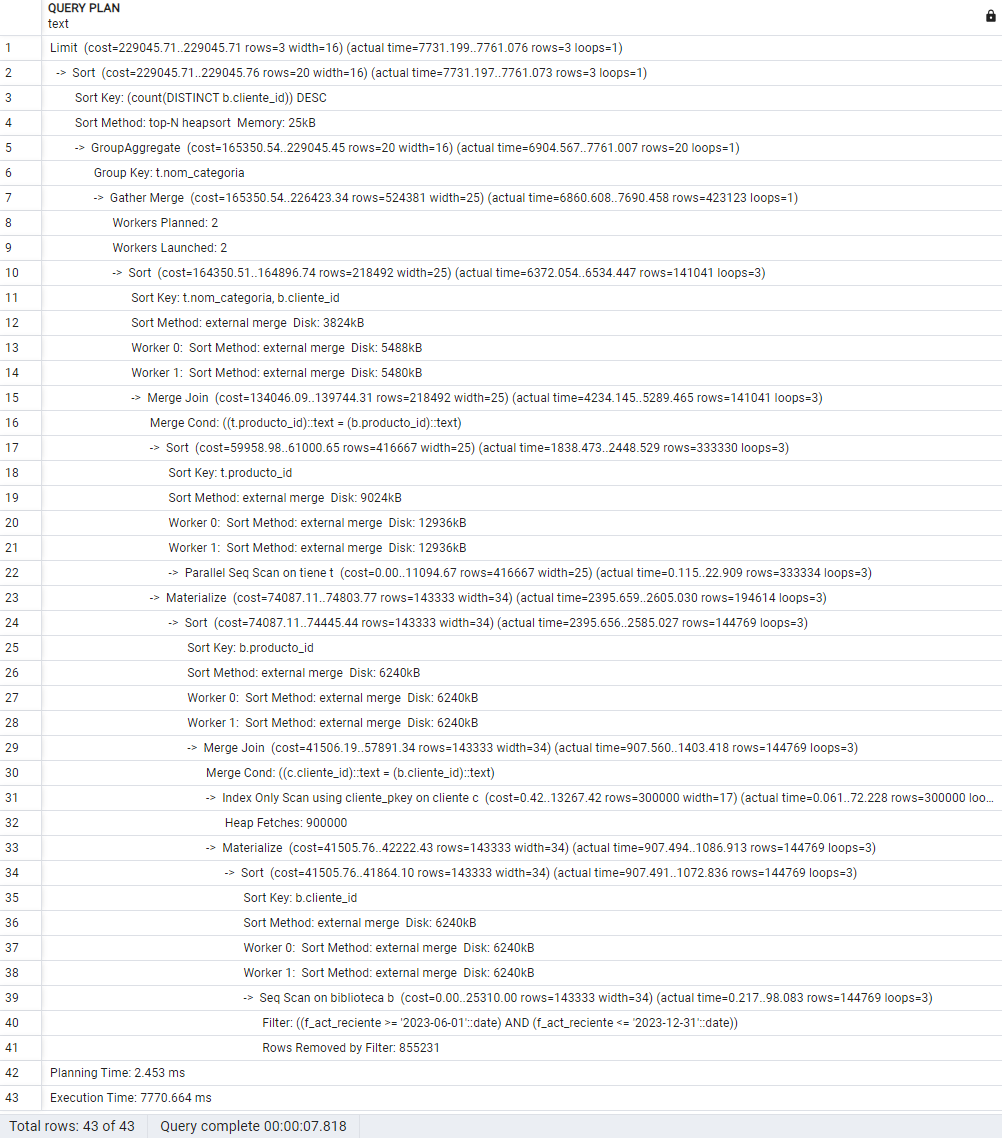 QUERY PLAN
text
1 Limit (cost=229045.71..229045.71 rows=3 width=16) (actual time=7731.199..7761.076 rows=3 loops=1)
2 -> Sort (cost=229045.71..229045.76 rows=20 width=16) (actual time=7731.197..7761.073 rows=3 loops=1)
3 Sort Key: (count(DISTINCT b.cliente_id)) DESC
4 Sort Method: top-N heapsort Memory: 25kB
5 -> GroupAggregate (cost=165350.54..229045.45 rows=20 width=16) (actual time=6904.567..7761.007 rows=20 loops=1)
6 Group Key: t.nom_categoria
7 -> Gather Merge (cost=165350.54..226423.34 rows=524381 width=25) (actual time=6860.608..7690.458 rows=423123 loops=1)
8 Workers Planned: 2
9 Workers Launched: 2
10 -> Sort (cost=164350.51..164896.74 rows=218492 width=25) (actual time=6372.054..6534.447 rows=141041 loops=3)
11 Sort Key: t.nom_categoria, b.cliente_id
12 Sort Method: external merge Disk: 3824kB
13 Worker 0: Sort Method: external merge Disk: 5488kB
14 Worker 1: Sort Method: external merge Disk: 5480kB
15 -> Merge Join (cost=134046.09..139744.31 rows=218492 width=25) (actual time=4234.145..5289.465 rows=141041 loops=3)
16 Merge Cond: ((t.producto_id)::text = (b.producto_id)::text)
17 -> Sort (cost=59958.98..61000.65 rows=416667 width=25) (actual time=1838.473..2448.529 rows=333330 loops=3)
18 Sort Key: t.producto_id
19 Sort Method: external merge Disk: 9024kB
20 Worker 0: Sort Method: external merge Disk: 12936kB
21 Worker 1: Sort Method: external merge Disk: 12936kB
22 -> Parallel Seq Scan on tiene t (cost=0.00..11094.67 rows=416667 width=25) (actual time=0.115..22.909 rows=333334 loops=3)
23 -> Materialize (cost=74087.11..74803.77 rows=143333 width=34) (actual time=2395.659..2605.030 rows=194614 loops=3)
24 -> Sort (cost=74087.11..74445.44 rows=143333 width=34) (actual time=2395.656..2585.027 rows=144769 loops=3)
25 Sort Key: b.producto_id
26 Sort Method: external merge Disk: 6240kB
27 Worker 0: Sort Method: external merge Disk: 6240kB
28 Worker 1: Sort Method: external merge Disk: 6240kB
29 -> Merge Join (cost=41506.19..57891.34 rows=143333 width=34) (actual time=907.560..1403.418 rows=144769 loops=3)
30 Merge Cond: ((c.cliente_id)::text = (b.cliente_id)::text)
31 -> Index Only Scan using cliente_pkey on cliente c (cost=0.42..13267.42 rows=300000 width=17) (actual time=0.061..72.228 rows=300000 loo...
32 Heap Fetches: 900000
33 -> Materialize (cost=41505.76..42222.43 rows=143333 width=34) (actual time=907.494..1086.913 rows=144769 loops=3)
34 -> Sort (cost=41505.76..41864.10 rows=143333 width=34) (actual time=907.491..1072.836 rows=144769 loops=3)
35 Sort Key: b.cliente_id
36 Sort Method: external merge Disk: 6240kB
37 Worker 0: Sort Method: external merge Disk: 6240kB
38 Worker 1: Sort Method: external merge Disk: 6240kB
39 -> Seq Scan on biblioteca b (cost=0.00..25310.00 rows=143333 width=34) (actual time=0.217..98.083 rows=144769 loops=3)
40 Filter: ((f_act_reciente >= '2023-06-01'::date) AND (f_act_reciente <= '2023-12-31'::date))
41 Rows Removed by Filter: 855231
42 Planning Time: 2.453 ms
43 Execution Time: 7770.664 ms
Total rows: 43 of 43 Query complete 00:00:07.818